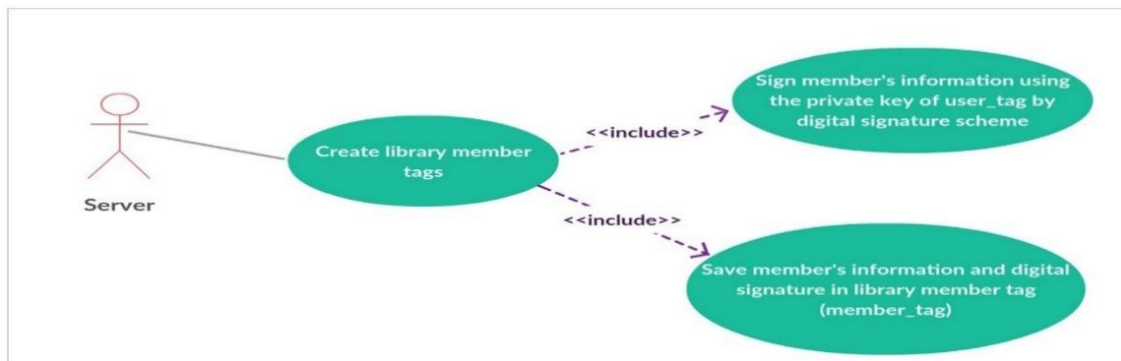 Server
Create library member
tags
<<include>>
Sign member's information using
the private key of user_tag by
digital signature scheme
<<include>>
Save member's information and digital
signature in library member tag
(member_tag)